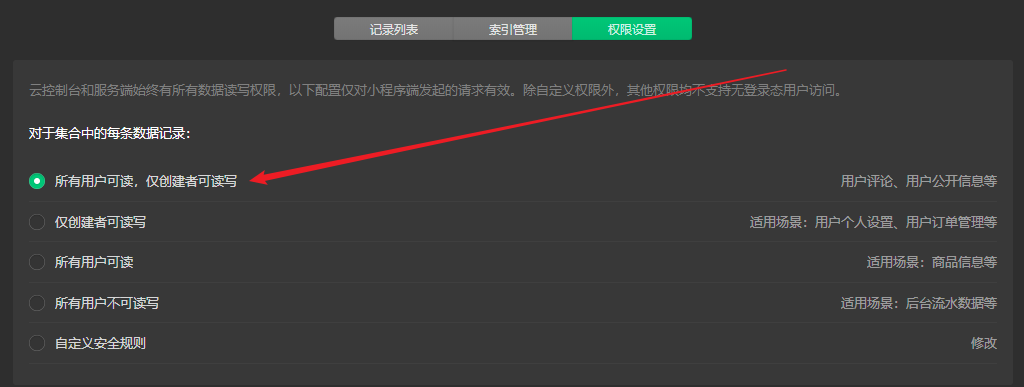 记录列表 索引管理 权限设置
云控制台和服务端始终有所有数据读写权限，以下配置仅对小程序端发起的请求有效。除自定义权限外，其他权限均不支持无登录态用户访问。
对于集合中的每条数据记录：
所有用户可读，仅创建者可读写 用户评论、用户公开信息等
仅创建者可读写 适用场景：用户个人设置、用户订单管理等
所有用户可读 适用场景：商品信息等
所有用户不可读写 适用场景：后台流水数据等
自定义安全规则 修改